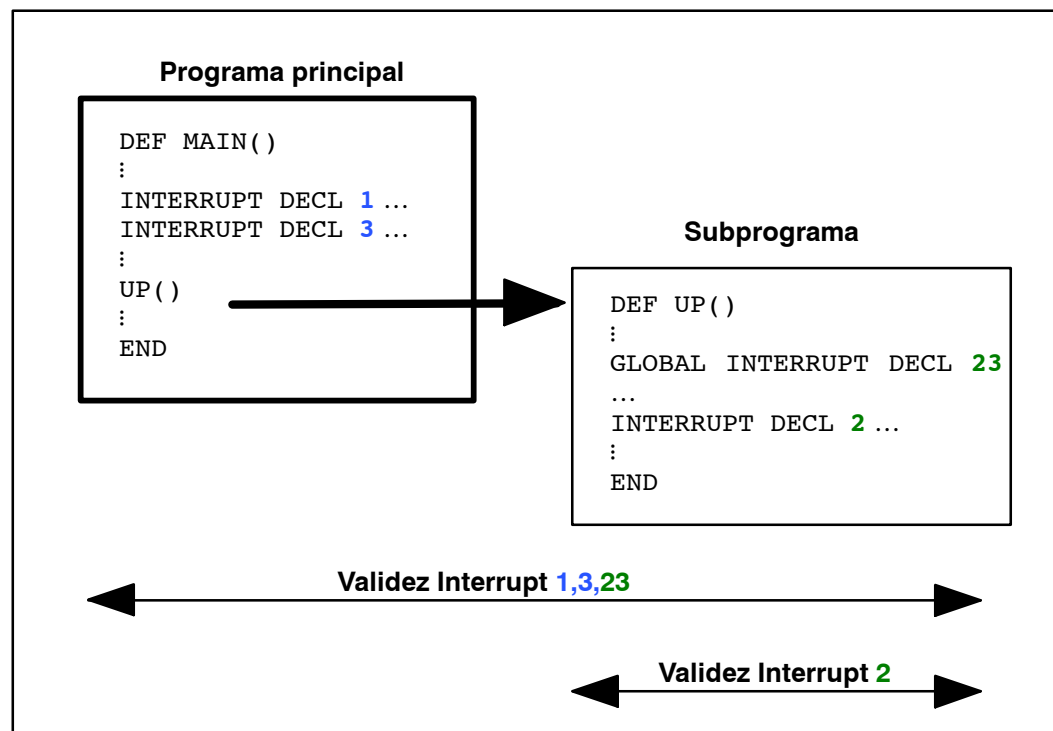 Programa principal
DEF MAIN()
⋮
INTERRUPT DECL 1 ...
INTERRUPT DECL 3 ...
⋮
UP()
⋮
END
Subprograma
DEF UP()
⋮
GLOBAL INTERRUPT DECL 23
...
INTERRUPT DECL 2 ...
⋮
END
Validez Interrupt 1,3,23
Validez Interrupt 2